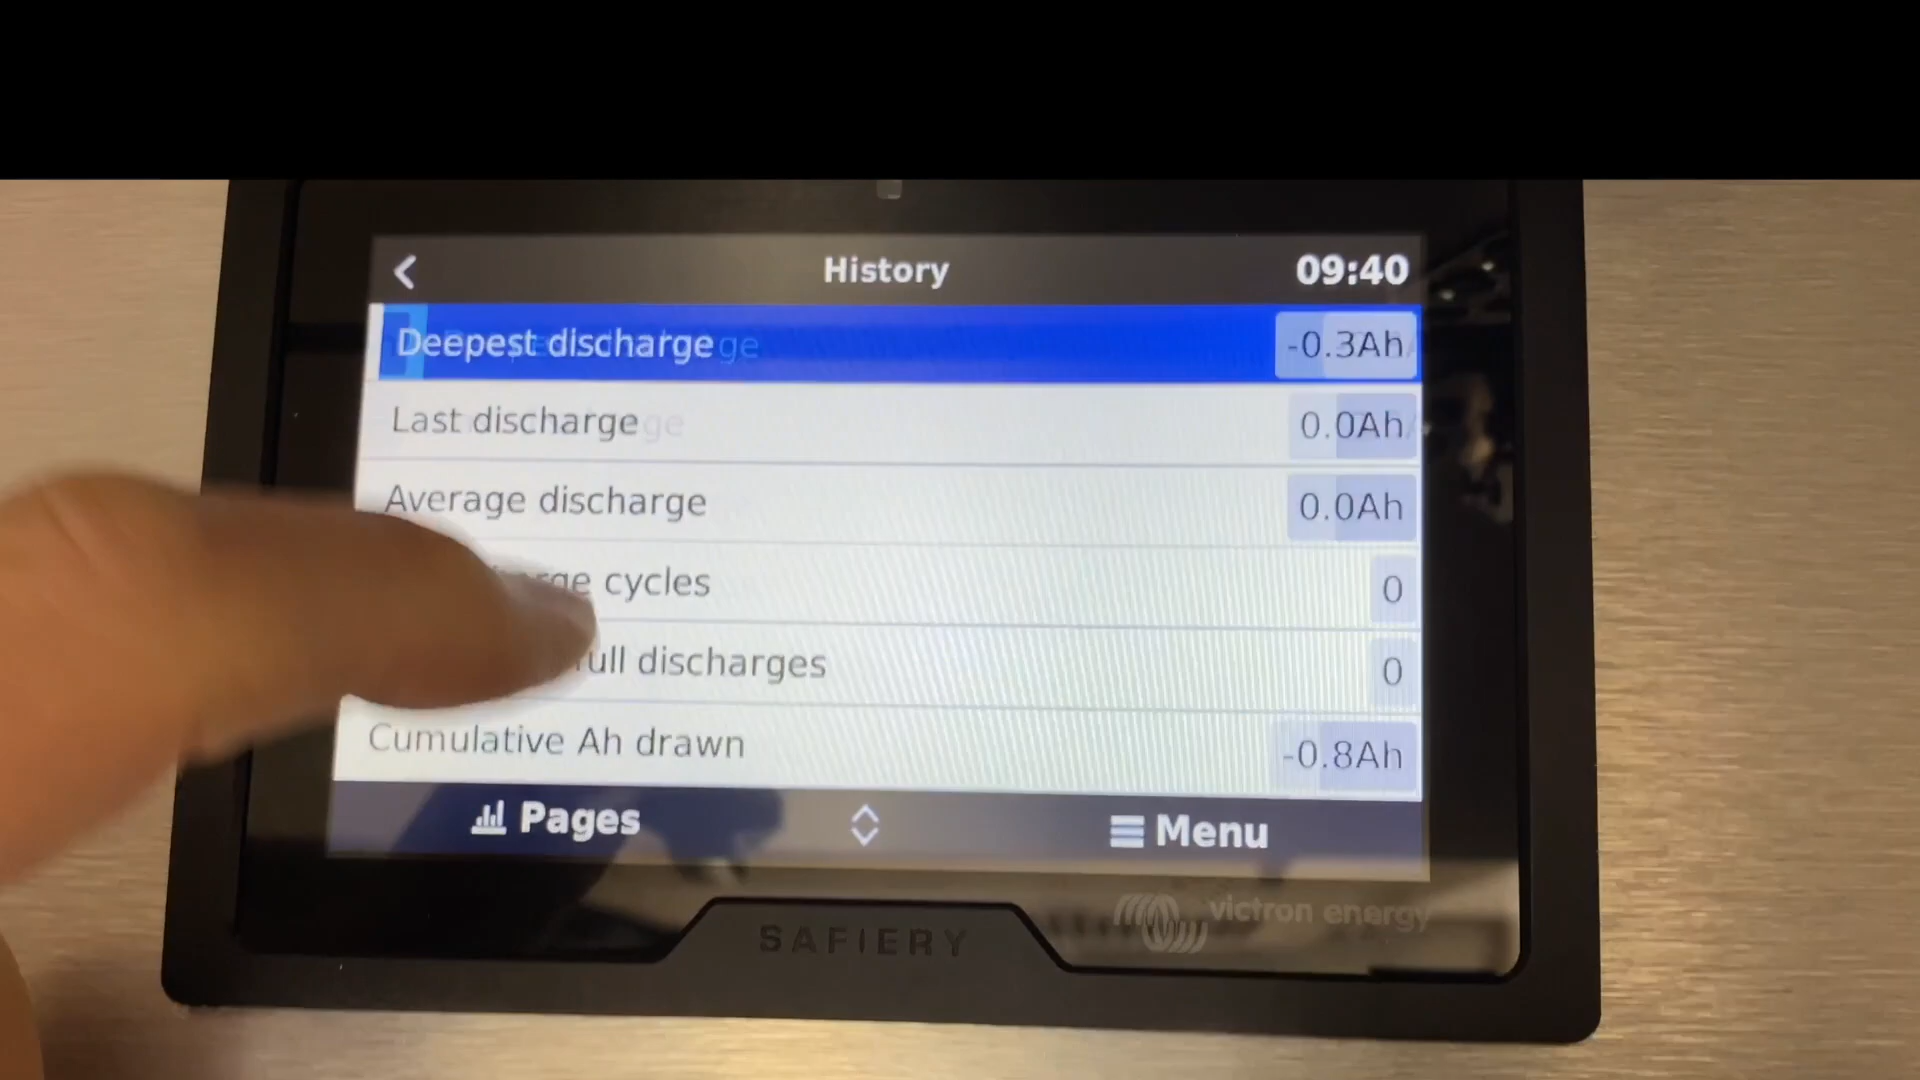 History 09:40
Deepest discharge -0.3Ah
Last discharge 0.0Ah
Average discharge 0.0Ah
cycles 0
discharges 0
Cumulative Ah drawn -0.8Ah
Pages Menu
victron energy
SAFIERY